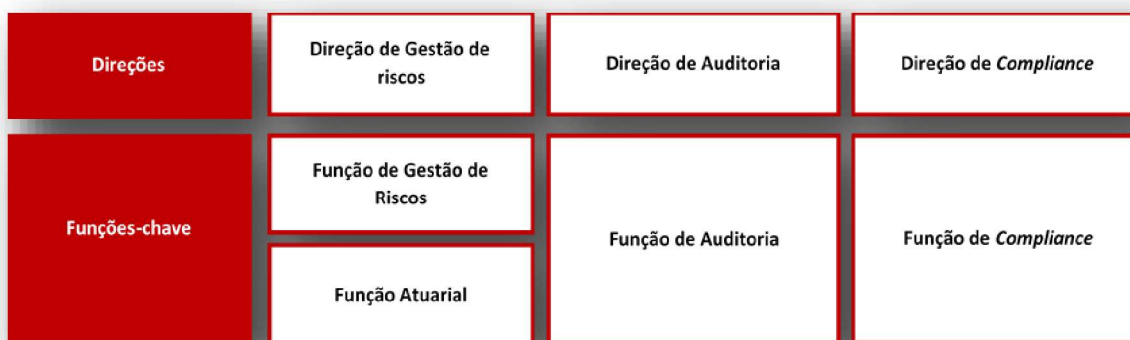 Direções
Direção de Gestão de
riscos
Direção de Auditoria
Direção de Compliance
Funções-chave
Função de Gestão de
Riscos
Função Atuarial
Função de Auditoria
Função de Compliance